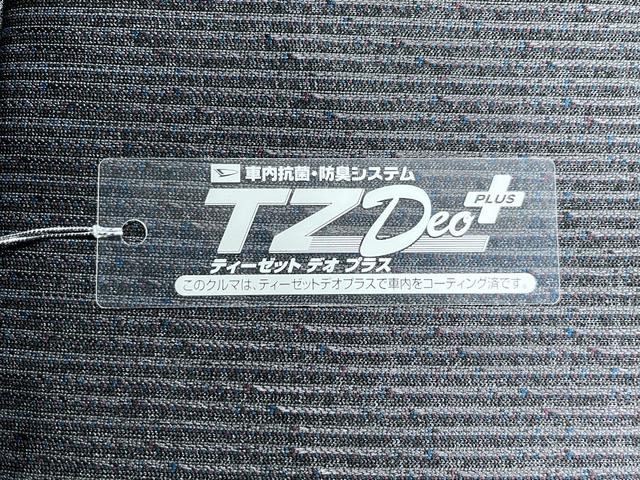 車内抗菌・防臭システム
TZ Deo PLUS
ティーゼット デオ プラス
このクルマは、ティーゼットデオプラスで車内をコーティング済です。